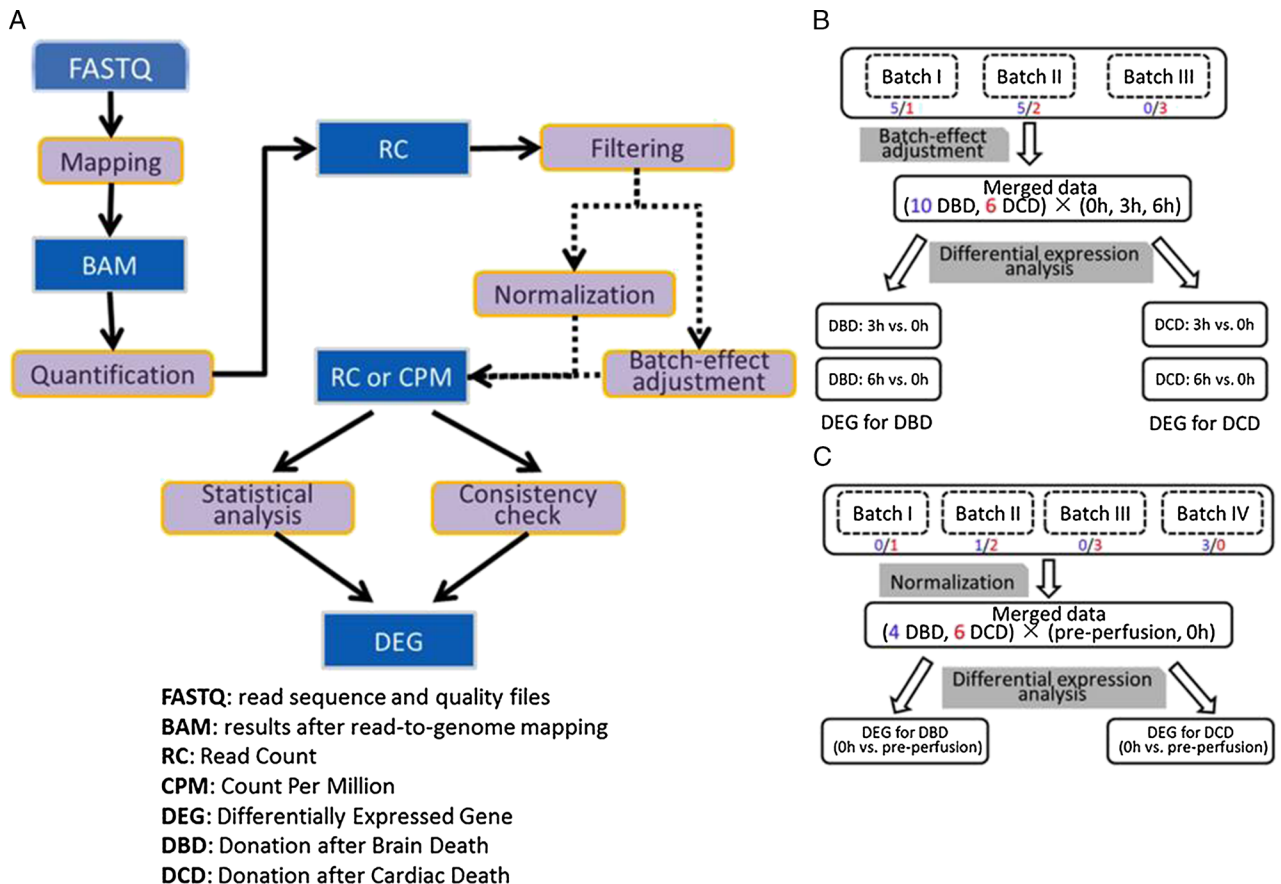 A
FASTQ
Mapping
BAM
Quantification
RC
Filtering
Normalization
Batch-effect
adjustment
RC or CPM
Statistical
analysis
Consistency
check
DEG
FASTQ: read sequence and quality files
BAM: results after read-to-genome mapping
RC: Read Count
CPM: Count Per Million
DEG: Differentially Expressed Gene
DBD: Donation after Brain Death
DCD: Donation after Cardiac Death
B
Batch I Batch II Batch III
5/1 5/2 0/3
Batch-effect
adjustment
Merged data
(10 DBD, 6 DCD) × (0h, 3h, 6h)
Differential expression
analysis
DBD: 3h vs. 0h
DBD: 6h vs. 0h
DEG for DBD
DCD: 3h vs. 0h
DCD: 6h vs. 0h
DEG for DCD
C
Batch I Batch II Batch III Batch IV
0/1 1/2 0/3 3/0
Normalization
Merged data
(4 DBD, 6 DCD) × (pre-perfusion, 0h)
Differential expression
analysis
DEG for DBD
(0h vs. pre-perfusion)
DEG for DCD
(0h vs. pre-perfusion)